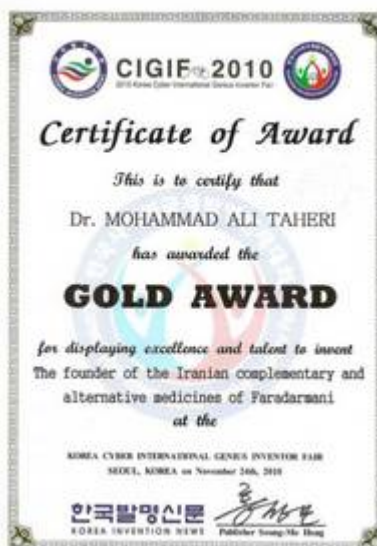 CIGIF 2010
2010 Korea Cyber International Genius Inventor Fair
Certificate of Award
This is to certify that
Dr. MOHAMMAD ALI TAHERI
has awarded the
GOLD AWARD
for displaying excellence and talent to invent
The founder of the Iranian complementary and
alternative medicines of Faradarmani
at the
KOREA CYBER INTERNATIONAL GENIUS INVENTOR FAIR
SEOUL, KOREA on November 24th, 2010
한국발명신문
KOREA INVENTION NEWS
Publisher Seung-Mo Hong